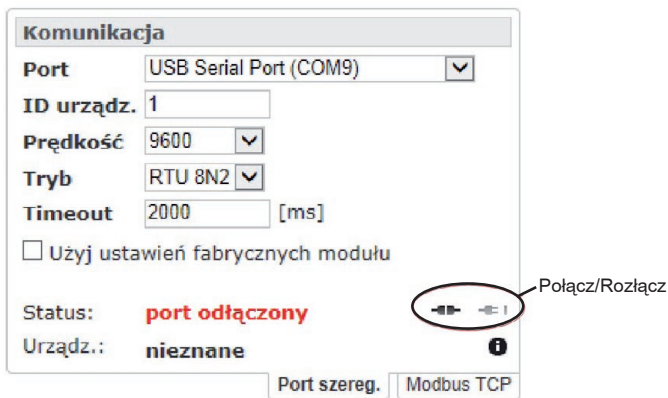 Komunikacja
Port USB Serial Port (COM9)
ID urządz. 1
Prędkość 9600
Tryb RTU 8N2
Timeout 2000 [ms]
Użyj ustawień fabrycznych modułu
Połącz/Rozłącz
Status: port odłączony
Urządz.: nieznane
Port szereg. Modbus TCP